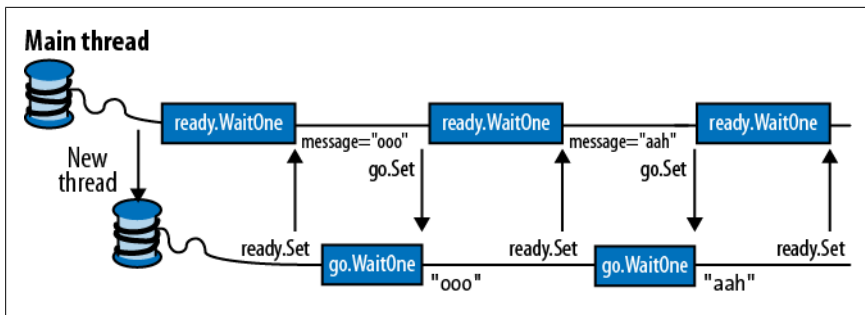 Main thread
ready.WaitOne
ready.WaitOne
ready.WaitOne
message="ooo"
message="aah"
go.Set
go.Set
New
thread
ready.Set
ready.Set
ready.Set
go.WaitOne
go.WaitOne
"ooo"
"aah"